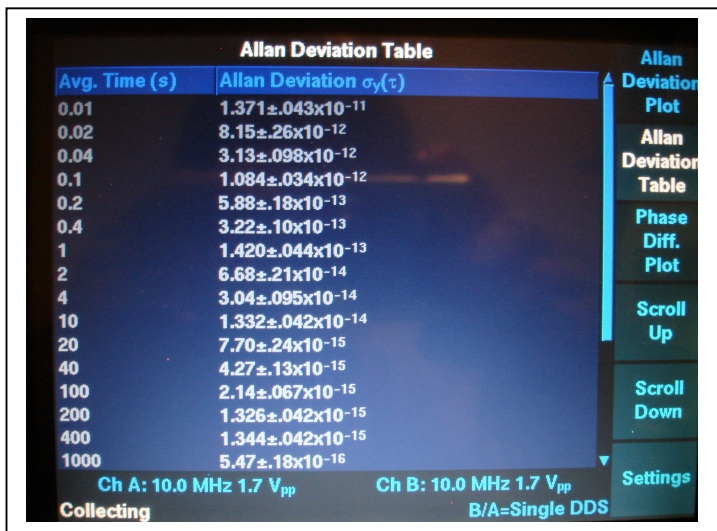 Allan Deviation Table
Avg. Time (s) Allan Deviation σy(τ)
0.01 1.371±.043x10⁻¹¹
0.02 8.15±.26x10⁻¹²
0.04 3.13±.098x10⁻¹²
0.1 1.084±.034x10⁻¹²
0.2 5.88±.18x10⁻¹³
0.4 3.22±.10x10⁻¹³
1 1.420±.044x10⁻¹³
2 6.68±.21x10⁻¹⁴
4 3.04±.095x10⁻¹⁴
10 1.332±.042x10⁻¹⁴
20 7.70±.24x10⁻¹⁵
40 4.27±.13x10⁻¹⁵
100 2.14±.067x10⁻¹⁵
200 1.326±.042x10⁻¹⁵
400 1.344±.042x10⁻¹⁵
1000 5.47±.18x10⁻¹⁶
Ch A: 10.0 MHz 1.7 Vpp Ch B: 10.0 MHz 1.7 Vpp
Collecting B/A=Single DDS
Allan
Deviation
Plot
Allan
Deviation
Table
Phase
Diff.
Plot
Scroll
Up
Scroll
Down
Settings